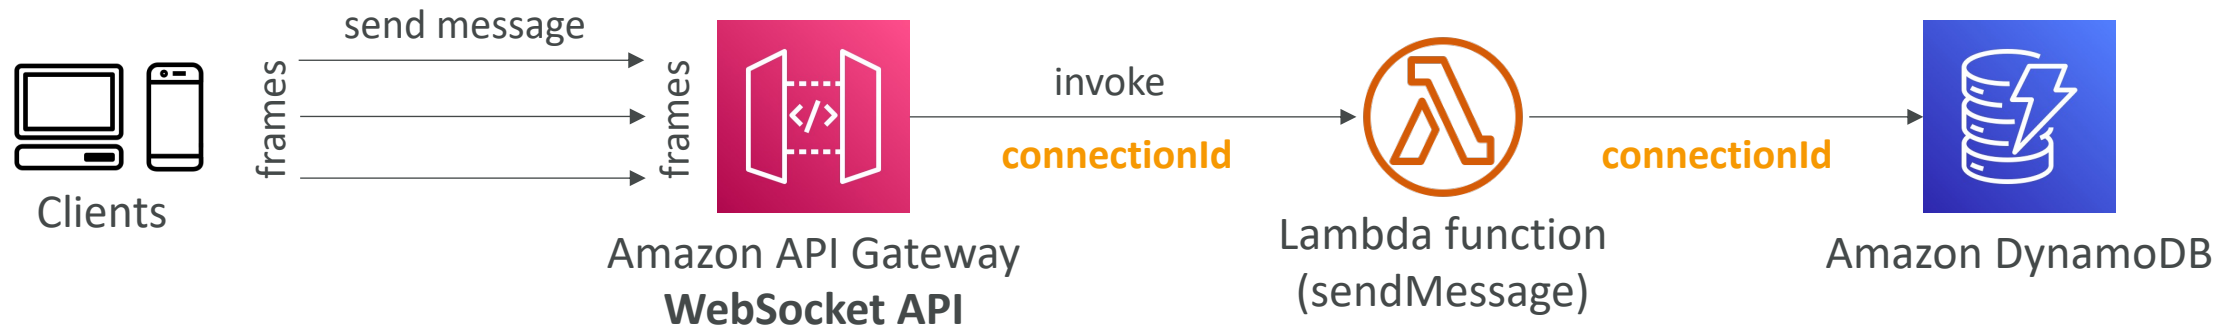 send message
frames
frames
Clients
</>
Amazon API Gateway
WebSocket API
invoke
connectionId
Lambda function
(sendMessage)
connectionId
Amazon DynamoDB